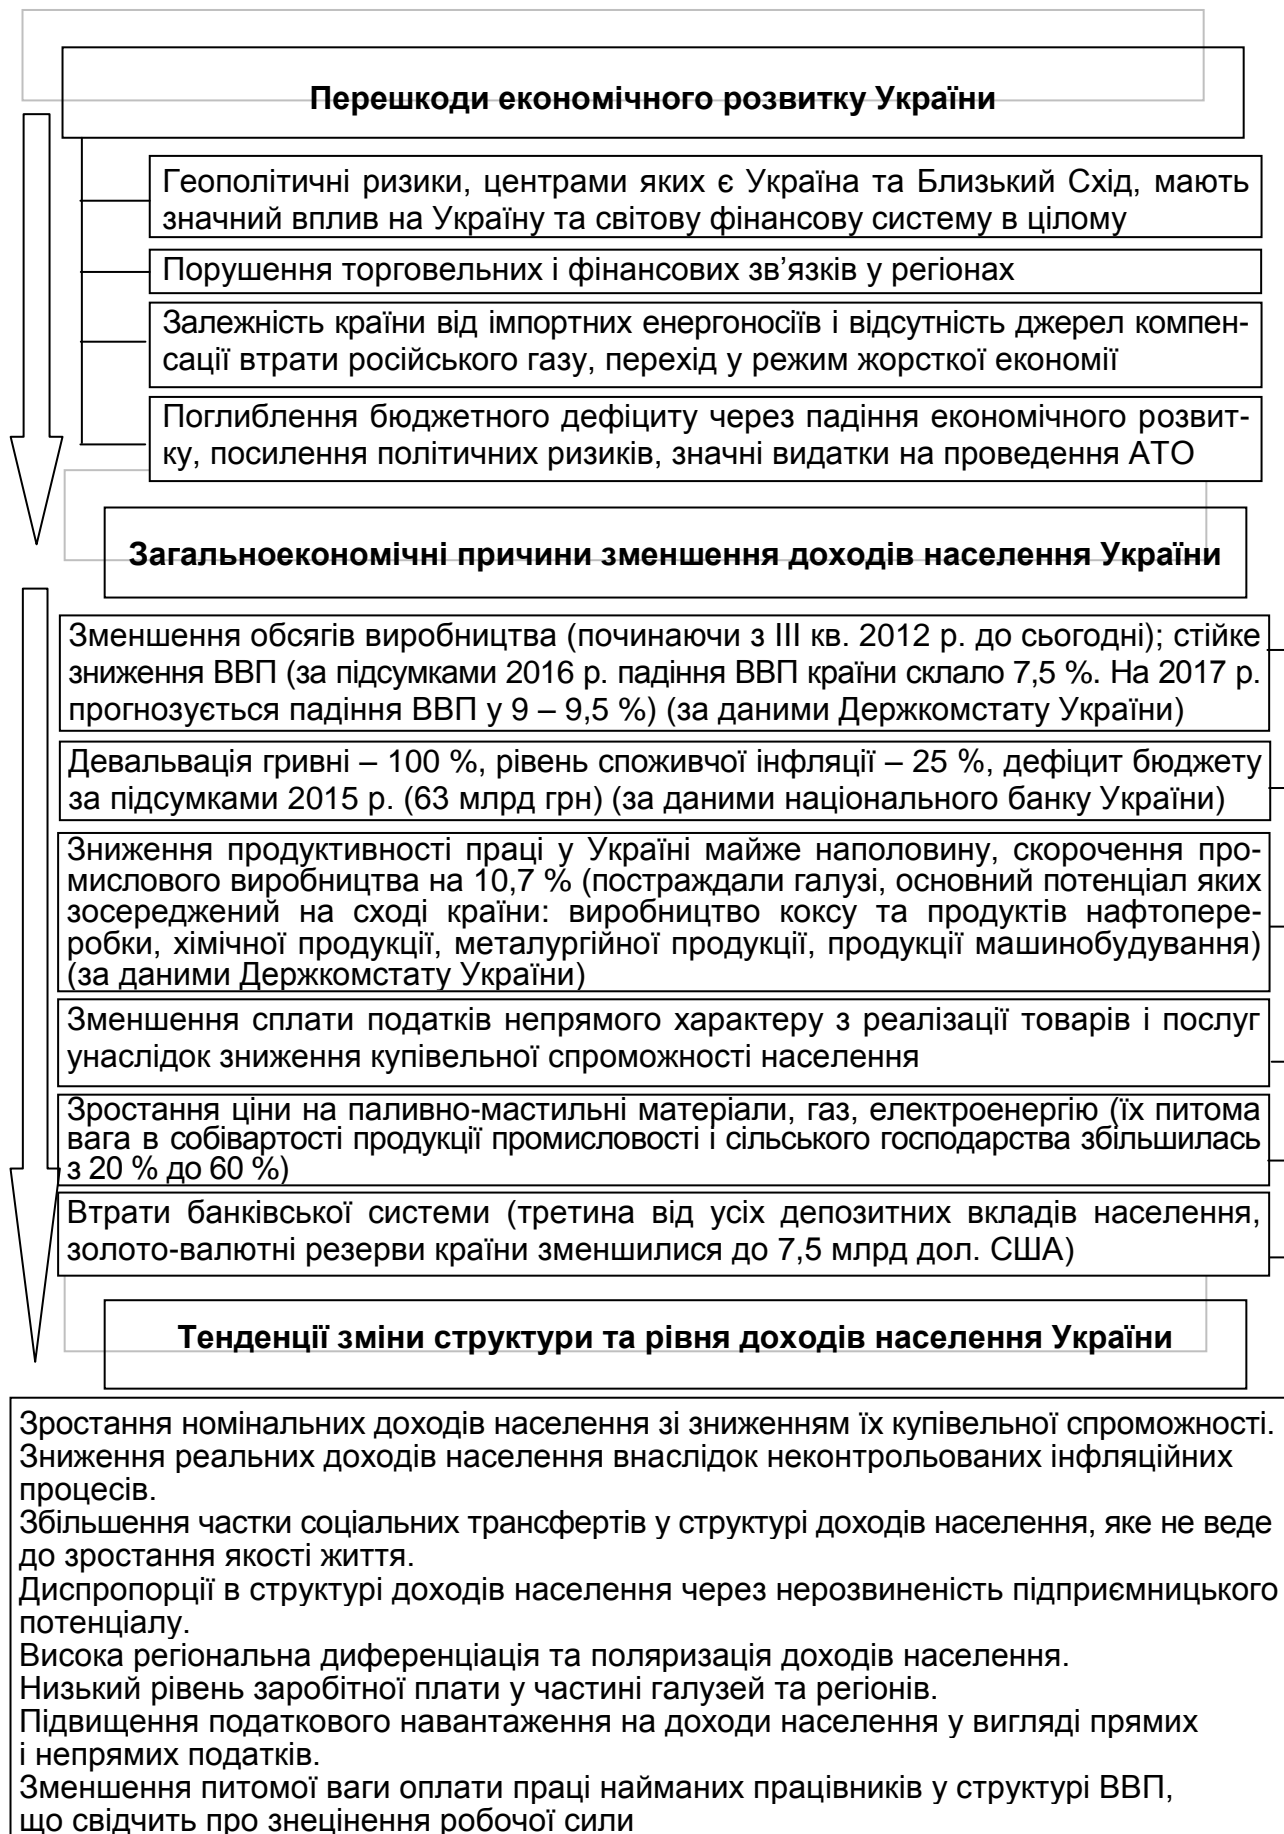 Перешкоди економічного розвитку України
Геополітичні ризики, центрами яких є Україна та Близький Схід, мають
значний вплив на Україну та світову фінансову систему в цілому
Порушення торговельних і фінансових зв’язків у регіонах
Залежність країни від імпортних енергоносіїв і відсутність джерел компен-
сації втрати російського газу, перехід у режим жорсткої економії
Поглиблення бюджетного дефіциту через падіння економічного розвит-
ку, посилення політичних ризиків, значні видатки на проведення АТО
Загальноекономічні причини зменшення доходів населення України
Зменшення обсягів виробництва (починаючи з ІІІ кв. 2012 р. до сьогодні); стійке
зниження ВВП (за підсумками 2016 р. падіння ВВП країни склало 7,5 %. На 2017 р.
прогнозується падіння ВВП у 9 – 9,5 %) (за даними Держкомстату України)
Девальвація гривні – 100 %, рівень споживчої інфляції – 25 %, дефіцит бюджету
за підсумками 2015 р. (63 млрд грн) (за даними національного банку України)
Зниження продуктивності праці у Україні майже наполовину, скорочення про-
мислового виробництва на 10,7 % (постраждали галузі, основний потенціал яких
зосереджений на сході країни: виробництво коксу та продуктів нафтопере-
робки, хімічної продукції, металургійної продукції, продукції машинобудування)
(за даними Держкомстату України)
Зменшення сплати податків непрямого характеру з реалізації товарів і послуг
унаслідок зниження купівельної спроможності населення
Зростання ціни на паливно-мастильні матеріали, газ, електроенергію (їх питома
вага в собівартості продукції промисловості і сільського господарства збільшилась
з 20 % до 60 %)
Втрати банківської системи (третина від усіх депозитних вкладів населення,
золото-валютні резерви країни зменшилися до 7,5 млрд дол. США)
Тенденції зміни структури та рівня доходів населення України
Зростання номінальних доходів населення зі зниженням їх купівельної спроможності.
Зниження реальних доходів населення внаслідок неконтрольованих інфляційних
процесів.
Збільшення частки соціальних трансфертів у структурі доходів населення, яке не веде
до зростання якості життя.
Диспропорції в структурі доходів населення через нерозвиненість підприємницького
потенціалу.
Висока регіональна диференціація та поляризація доходів населення.
Низький рівень заробітної плати у частині галузей та регіонів.
Підвищення податкового навантаження на доходи населення у вигляді прямих
і непрямих податків.
Зменшення питомої ваги оплати праці найманих працівників у структурі ВВП,
що свідчить про знецінення робочої сили